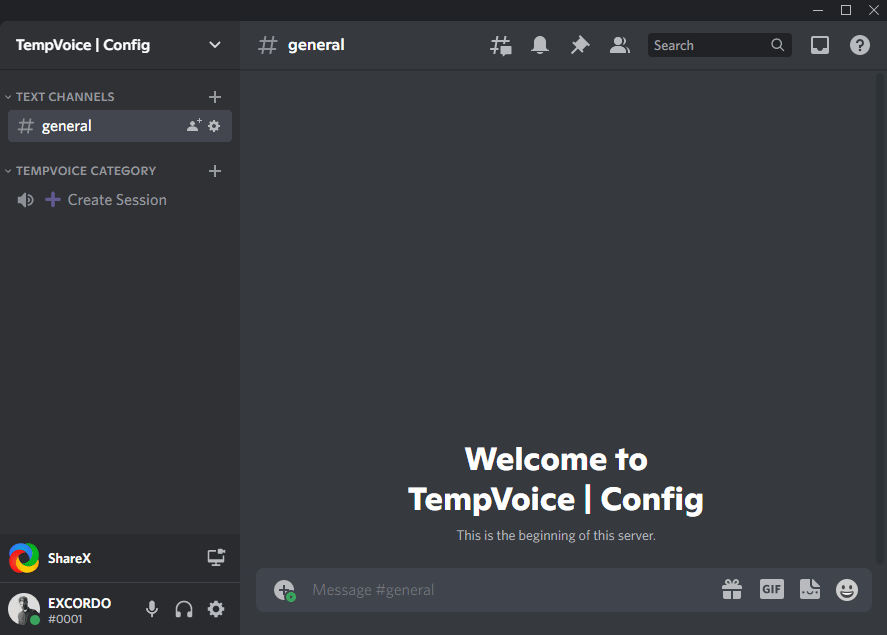 TempVoice | Config
general
Search
TEXT CHANNELS
general
TEMPVOICE CATEGORY
Create Session
Welcome to
TempVoice | Config
This is the beginning of this server.
ShareX
Message #general
GIF
EXCORDO
#0001